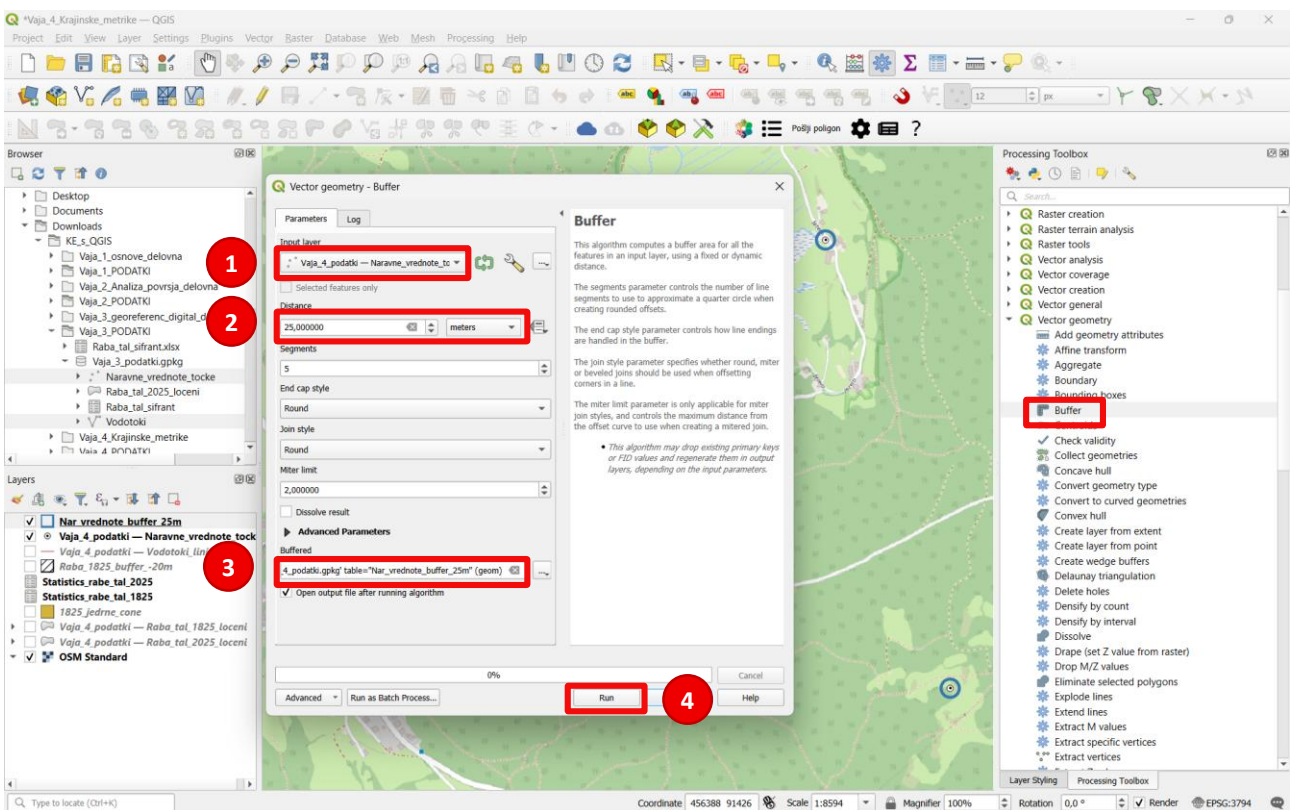 *Vaja_4_Krajinske_metrike — QGIS
Project Edit View Layer Settings Plugins Vector Raster Database Web Mesh Processing Help
12 px
Pošlji poligon
Browser
Desktop
Documents
Downloads
KE_s_QGIS
Vaja_1_osnove_delovna
Vaja_1_PODATKI
Vaja_2_Analiza_povrsja_delovna
Vaja_2_PODATKI
Vaja_3_georeferenc_digital_d
Vaja_3_PODATKI
Raba_tal_sifrant.xlsx
Vaja_3_podatki.gpkg
Naravne_vrednote_tocke
Raba_tal_2025_loceni
Raba_tal_sifrant
Vodotoki
Vaja_4_Krajinske_metrike
Vaja_4_PODATKI
Layers
Nar_vrednote_buffer_25m
Vaja_4_podatki — Naravne_vrednote_tock
Vaja_4_podatki — Vodotoki_lini
Raba_1825_buffer_-20m
Statistics_rabe_tal_2025
Statistics_rabe_tal_1825
1825_jedrne_cone
Vaja_4_podatki — Raba_tal_1825_loceni
Vaja_4_podatki — Raba_tal_2025_loceni
OSM Standard
Vector geometry - Buffer
Parameters Log
Input layer
1
Vaja_4_podatki — Naravne_vrednote_tc
Selected features only
Distance
2
25,000000 meters
Segments
5
End cap style
Round
Join style
Round
Miter limit
2,000000
Dissolve result
Advanced Parameters
Buffered
3
4_podatki.gpkg' table="Nar_vrednote_buffer_25m" (geom)
Open output file after running algorithm
0%
Cancel
Advanced Run as Batch Process... Run 4 Help
Buffer
This algorithm computes a buffer area for all the
features in an input layer, using a fixed or dynamic
distance.
The segments parameter controls the number of line
segments to use to approximate a quarter circle when
creating rounded offsets.
The end cap style parameter controls how line endings
are handled in the buffer.
The join style parameter specifies whether round, miter
or beveled joins should be used when offsetting
corners in a line.
The miter limit parameter is only applicable for miter
join styles, and controls the maximum distance from
the offset curve to use when creating a mitered join.
• This algorithm may drop existing primary keys
or FID values and regenerate them in output
layers, depending on the input parameters.
Processing Toolbox
Search...
Raster creation
Raster terrain analysis
Raster tools
Vector analysis
Vector coverage
Vector creation
Vector general
Vector geometry
Add geometry attributes
Affine transform
Aggregate
Boundary
Bounding boxes
Buffer
Check validity
Collect geometries
Concave hull
Convert geometry type
Convert to curved geometries
Convex hull
Create layer from extent
Create layer from point
Create wedge buffers
Delaunay triangulation
Delete holes
Densify by count
Densify by interval
Dissolve
Drape (set Z value from raster)
Drop M/Z values
Eliminate selected polygons
Explode lines
Extend lines
Extract M values
Extract specific vertices
Extract vertices
Layer Styling Processing Toolbox
Type to locate (Ctrl+K) Coordinate 456388 91426 Scale 1:8594 Magnifier 100% Rotation 0,0 ° Render EPSG:3794